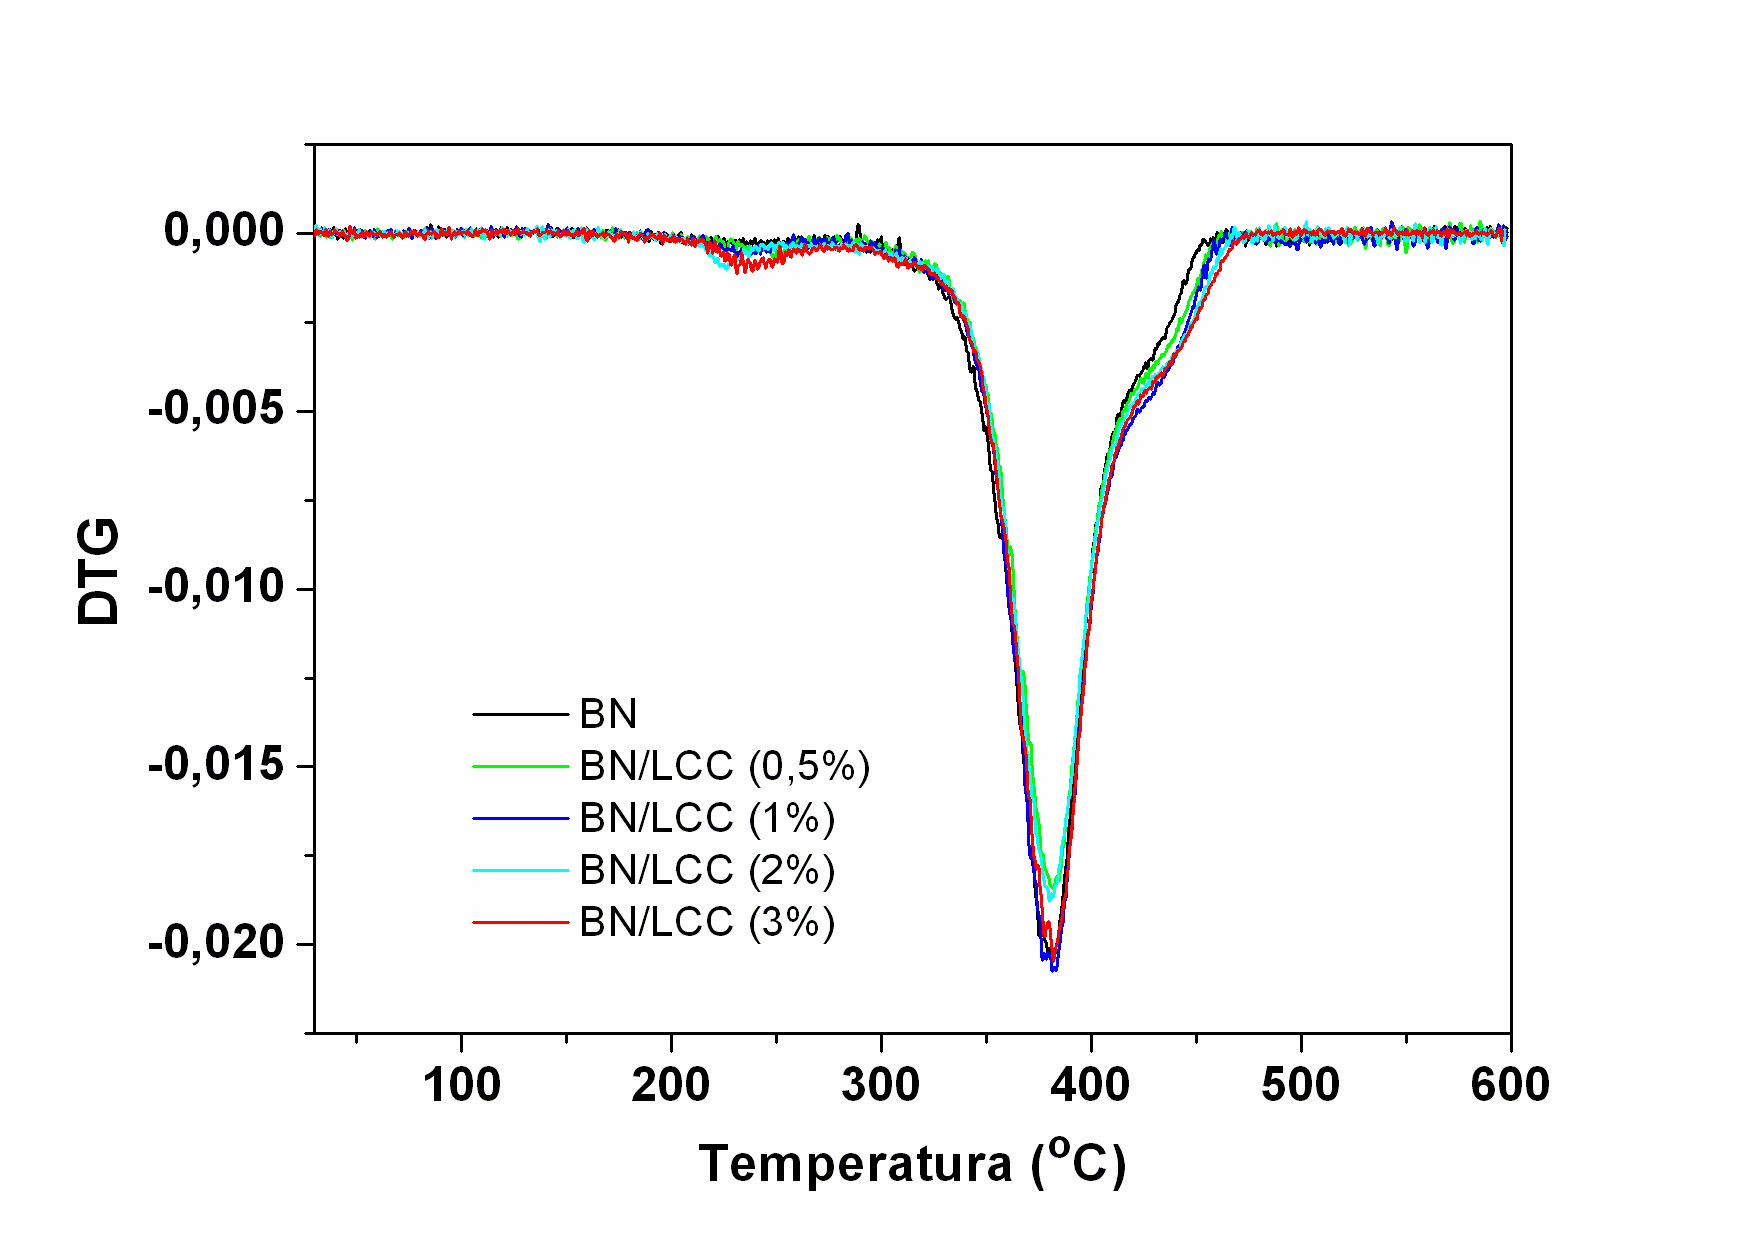 0,000
-0,005
-0,010
-0,015
-0,020
DTG
BN
BN/LCC (0,5%)
BN/LCC (1%)
BN/LCC (2%)
BN/LCC (3%)
100 200 300 400 500 600
Temperatura (°C)